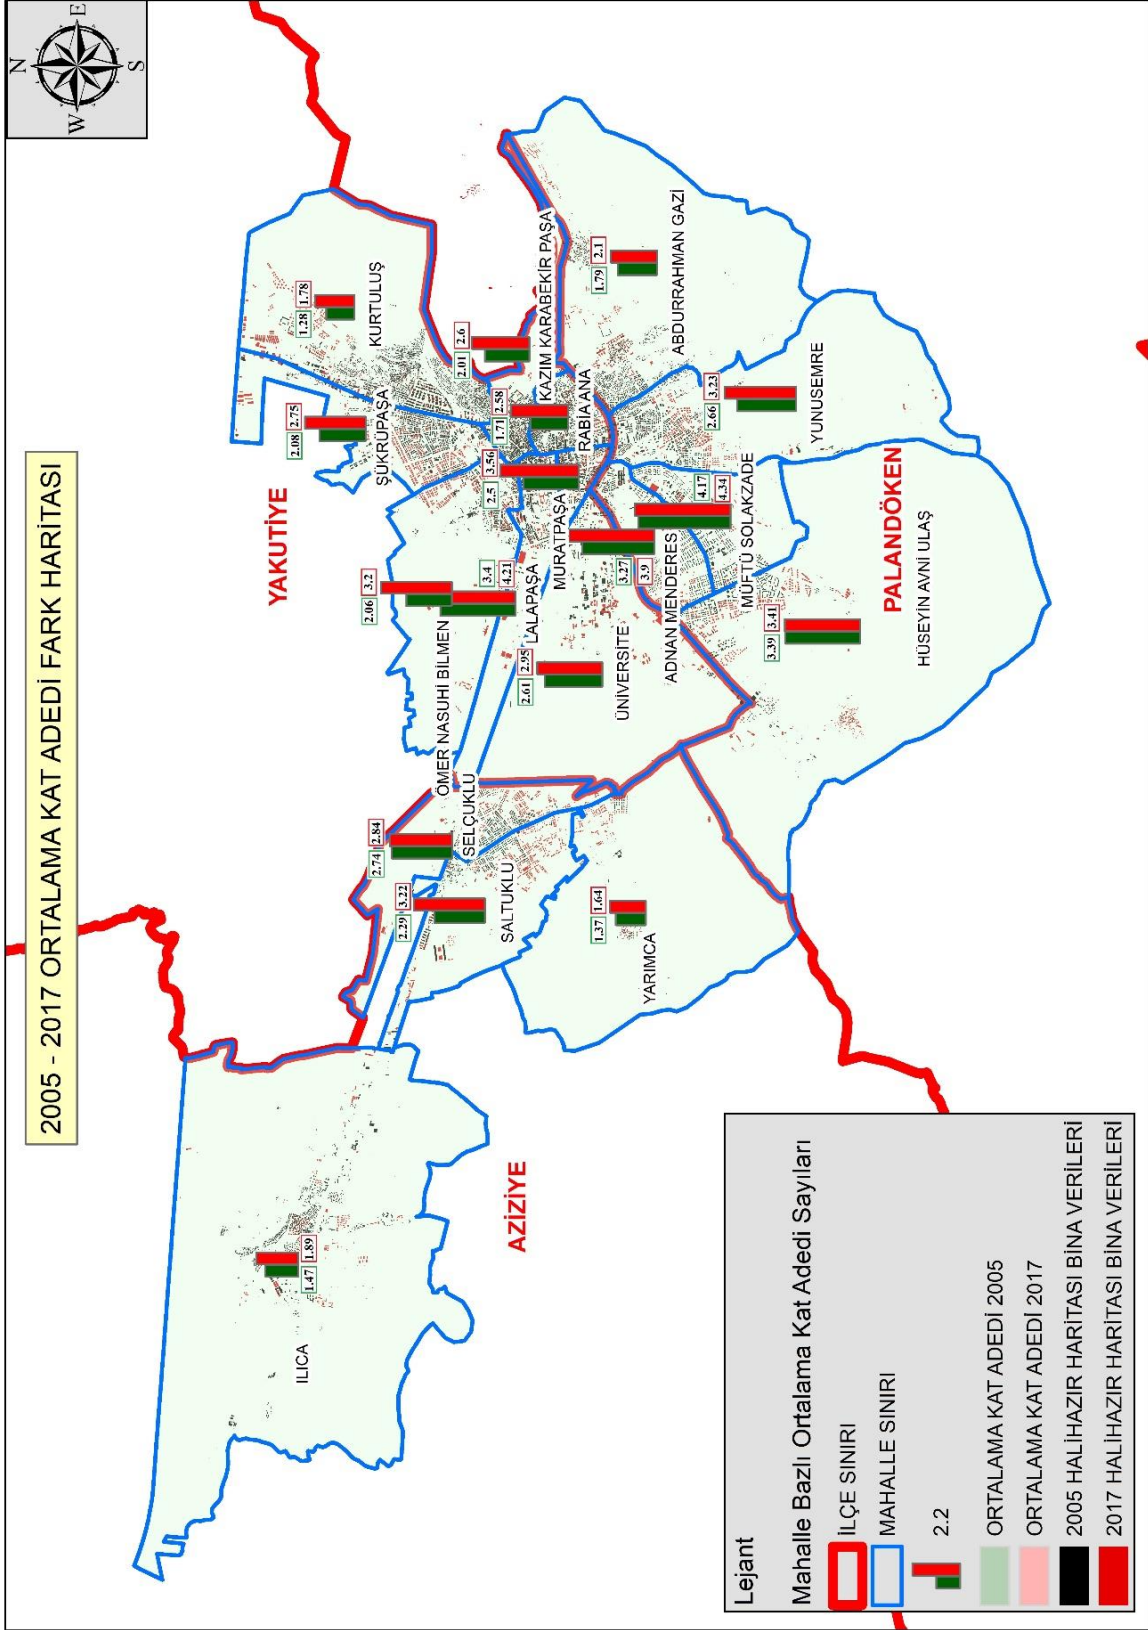 2005 - 2017 ORTALAMA KAT ADEDİ FARK HARİTASI
N
W
E
S
YAKUTİYE
AZİZİYE
PALANDÖKEN
ILICA
1.47
1.89
SALTUKLU
2.29
3.22
SELÇUKLU
2.74
2.84
YARIMCA
1.37
1.64
ÖMER NASUHİ BİLMEN
2.06
3.2
LALAPAŞA
3.4
4.21
ÜNİVERSİTE
2.61
2.95
MURATPAŞA
2.5
3.56
ŞÜKRÜPAŞA
2.08
2.75
KURTULUŞ
1.28
1.78
RABİA ANA
1.71
2.58
KAZIM KARABEKİR PAŞA
2.01
2.6
ABDURRAHMAN GAZİ
1.79
2.1
YUNUSEMRE
2.66
3.23
MÜFTÜ SOLAKZADE
4.17
4.34
ADNAN MENDERES
3.27
3.9
HÜSEYİN AVNİ ULAŞ
3.39
3.41
Lejant
Mahalle Bazlı Ortalama Kat Adedi Sayıları
İLÇE SINIRI
MAHALLE SINIRI
2.2
ORTALAMA KAT ADEDİ 2005
ORTALAMA KAT ADEDİ 2017
2005 HALİHAZIR HARİTASI BİNA VERİLERİ
2017 HALİHAZIR HARİTASI BİNA VERİLERİ